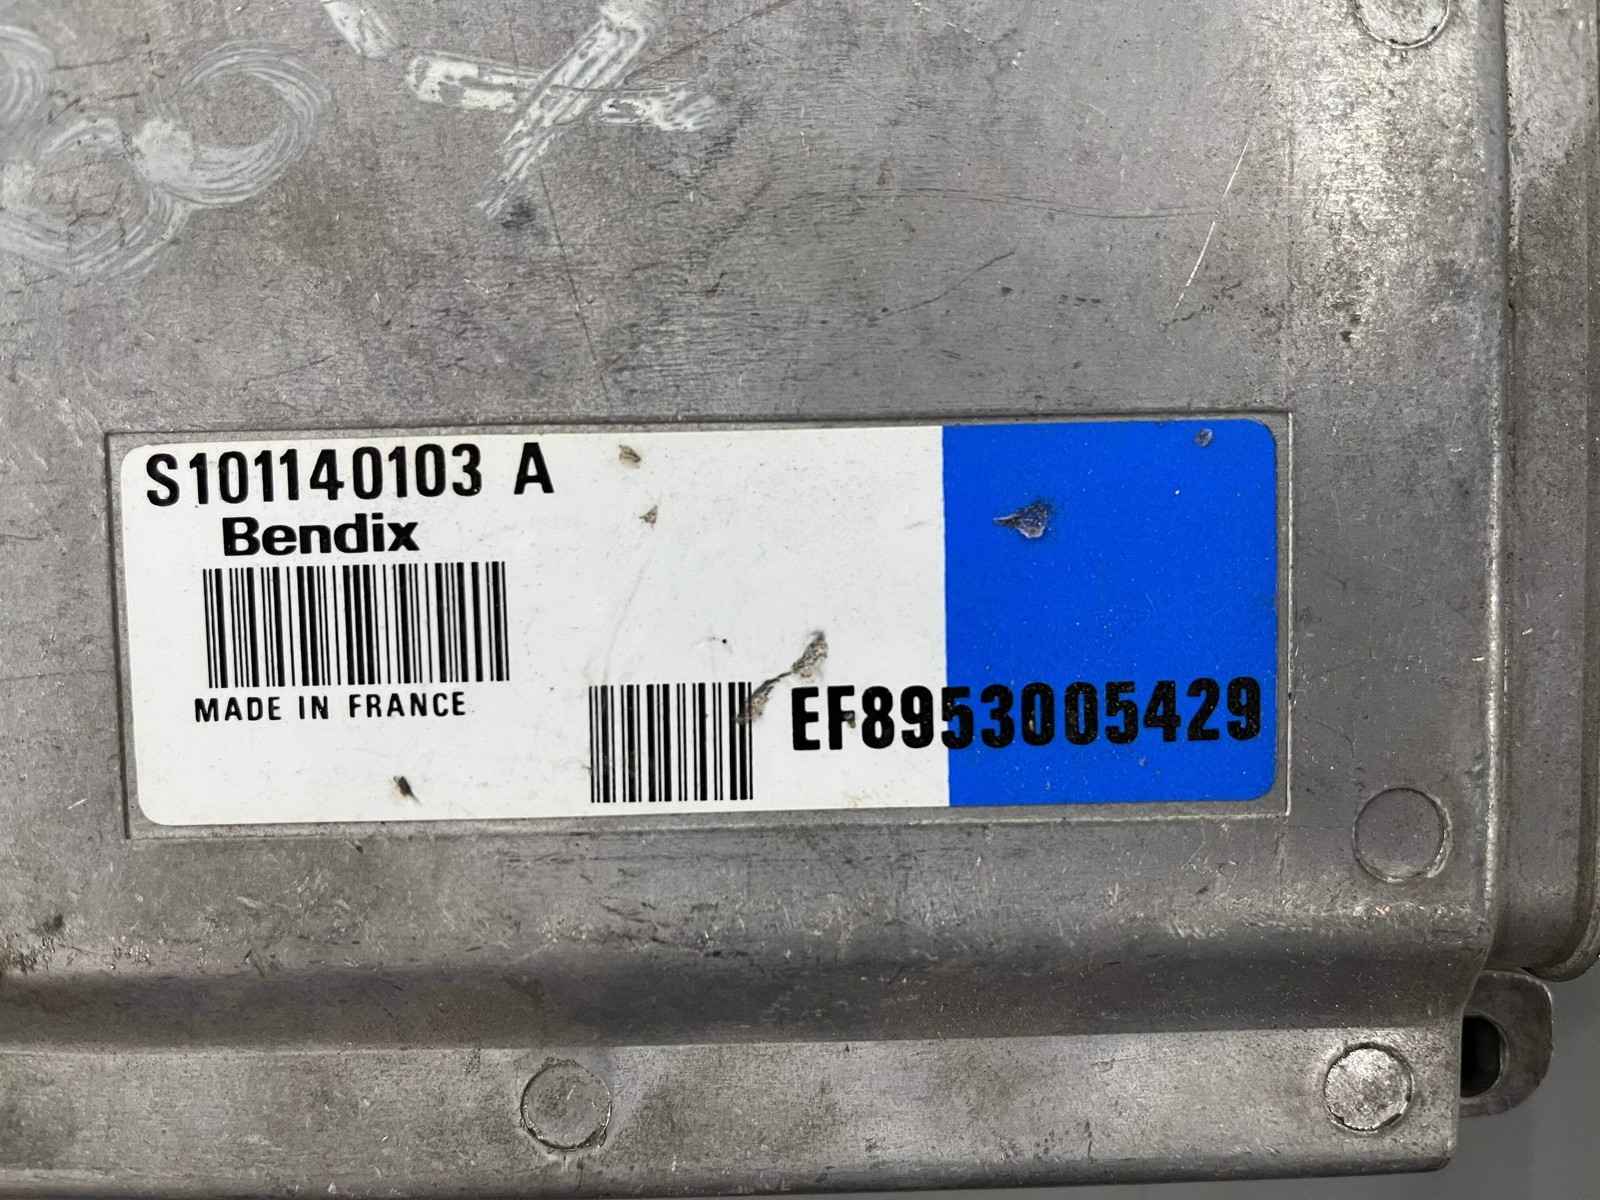 S101140103 A
Bendix
MADE IN FRANCE
EF8953005429